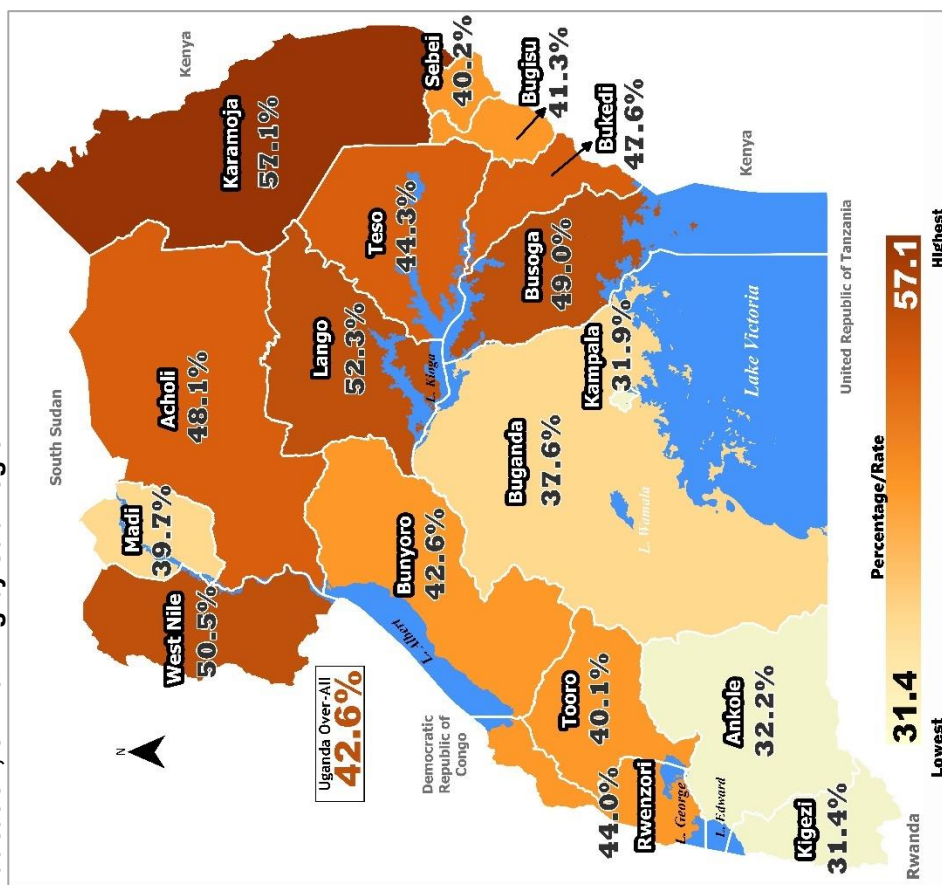 South Sudan
Kenya
Madi
39.7%
West Nile
50.5%
Acholi
48.1%
Karamoja
57.1%
N
Uganda Over-All
42.6%
Lango
52.3%
Teso
44.3%
Sebei
40.2%
Bugisu
41.3%
Bukedi
47.6%
L. Albert
Bunyoro
42.6%
L. Kioga
Democratic
Republic of
Congo
Busoga
49.0%
Buganda
37.6%
Kampala
31.9%
Kenya
Tooro
40.1%
44.0%
Rwenzori
L. Wamala
L. George
L. Edward
Ankole
32.2%
Lake Victoria
Kigezi
31.4%
United Republic of Tanzania
Rwanda
Percentage/Rate
31.4
57.1
Lowest
Highest